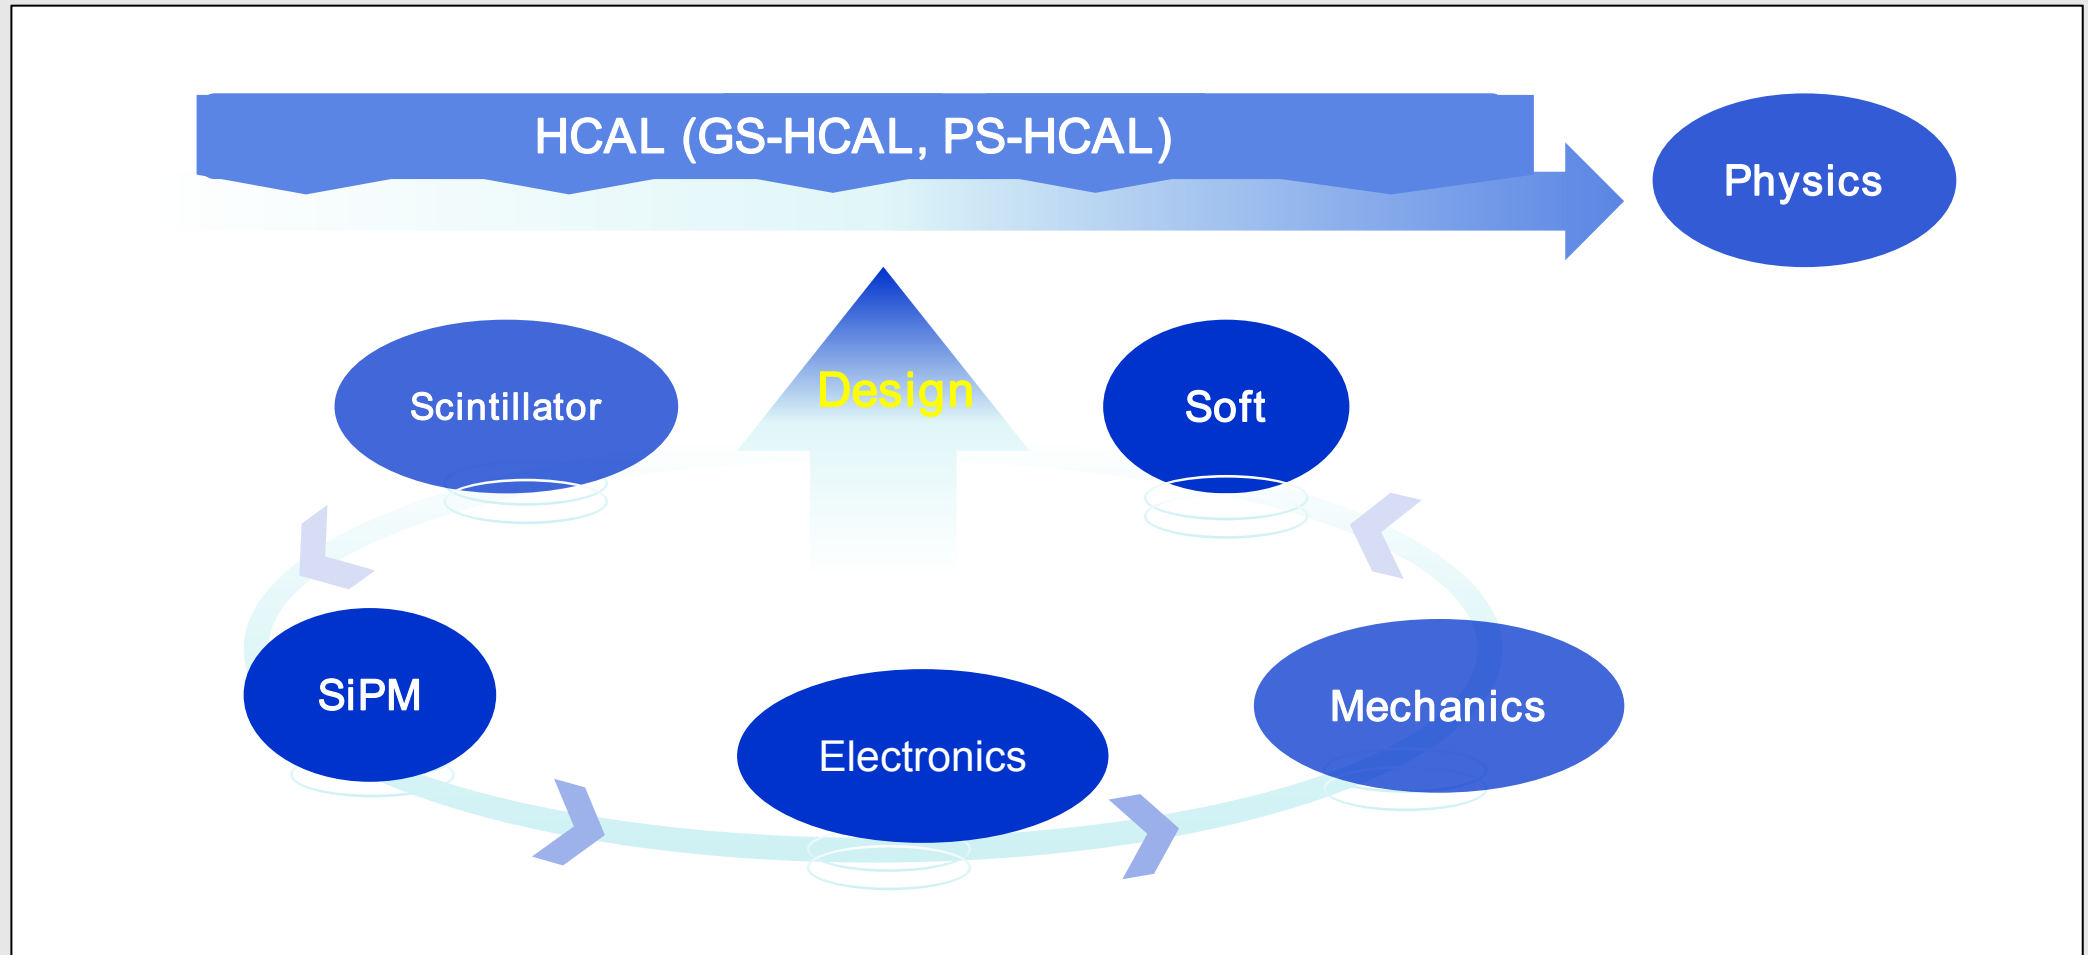 HCAL (GS-HCAL, PS-HCAL)
Physics
Design
Scintillator
Soft
SiPM
Electronics
Mechanics